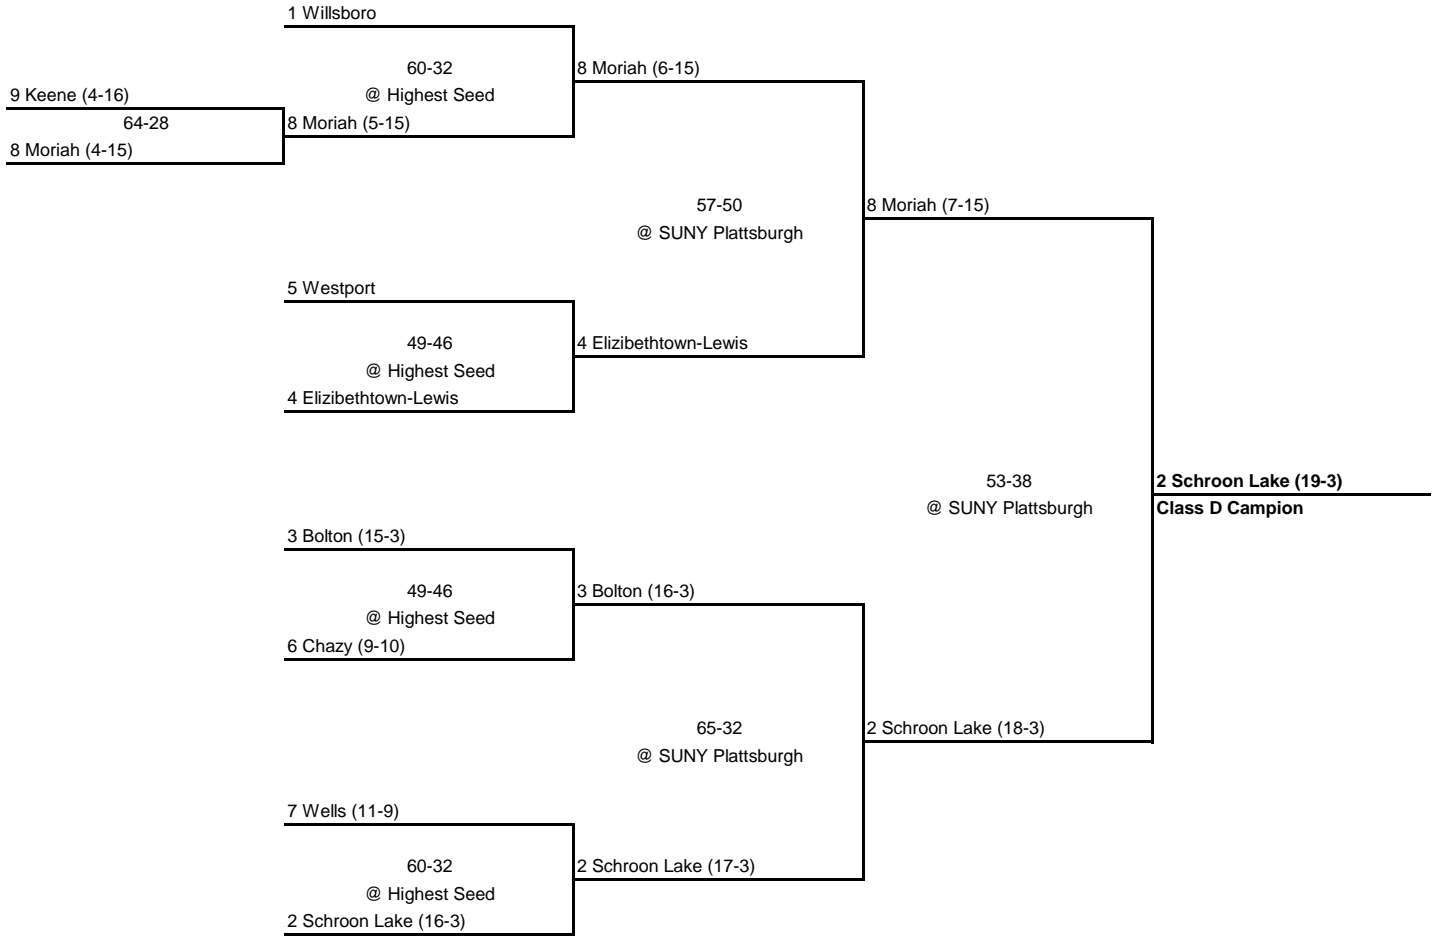 1 Willsboro
60-32
8 Moriah (6-15)
9 Keene (4-16)
@ Highest Seed
64-28
8 Moriah (5-15)
8 Moriah (4-15)
57-50
8 Moriah (7-15)
@ SUNY Plattsburgh
5 Westport
49-46
4 Elizibethtown-Lewis
@ Highest Seed
4 Elizibethtown-Lewis
53-38
2 Schroon Lake (19-3)
@ SUNY Plattsburgh
Class D Campion
3 Bolton (15-3)
49-46
3 Bolton (16-3)
@ Highest Seed
6 Chazy (9-10)
65-32
2 Schroon Lake (18-3)
@ SUNY Plattsburgh
7 Wells (11-9)
60-32
2 Schroon Lake (17-3)
@ Highest Seed
2 Schroon Lake (16-3)